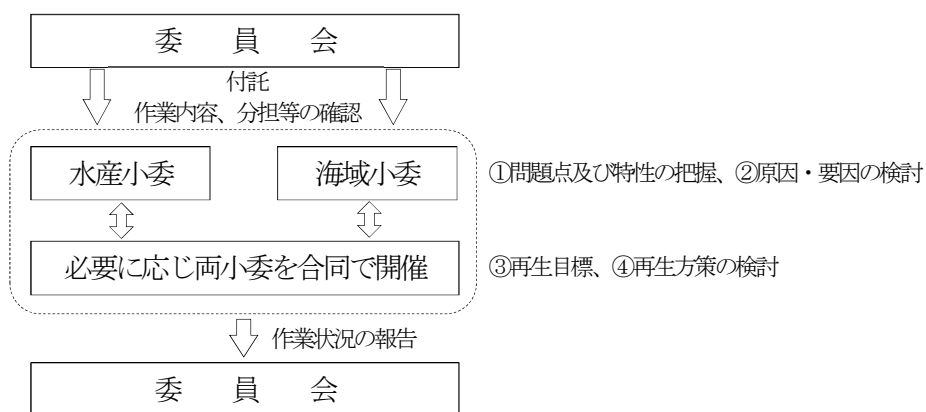 委員会
付託
作業内容、分担等の確認
水産小委
海域小委
①問題点及び特性の把握、②原因・要因の検討
必要に応じ両小委を合同で開催
③再生目標、④再生方策の検討
作業状況の報告
委員会